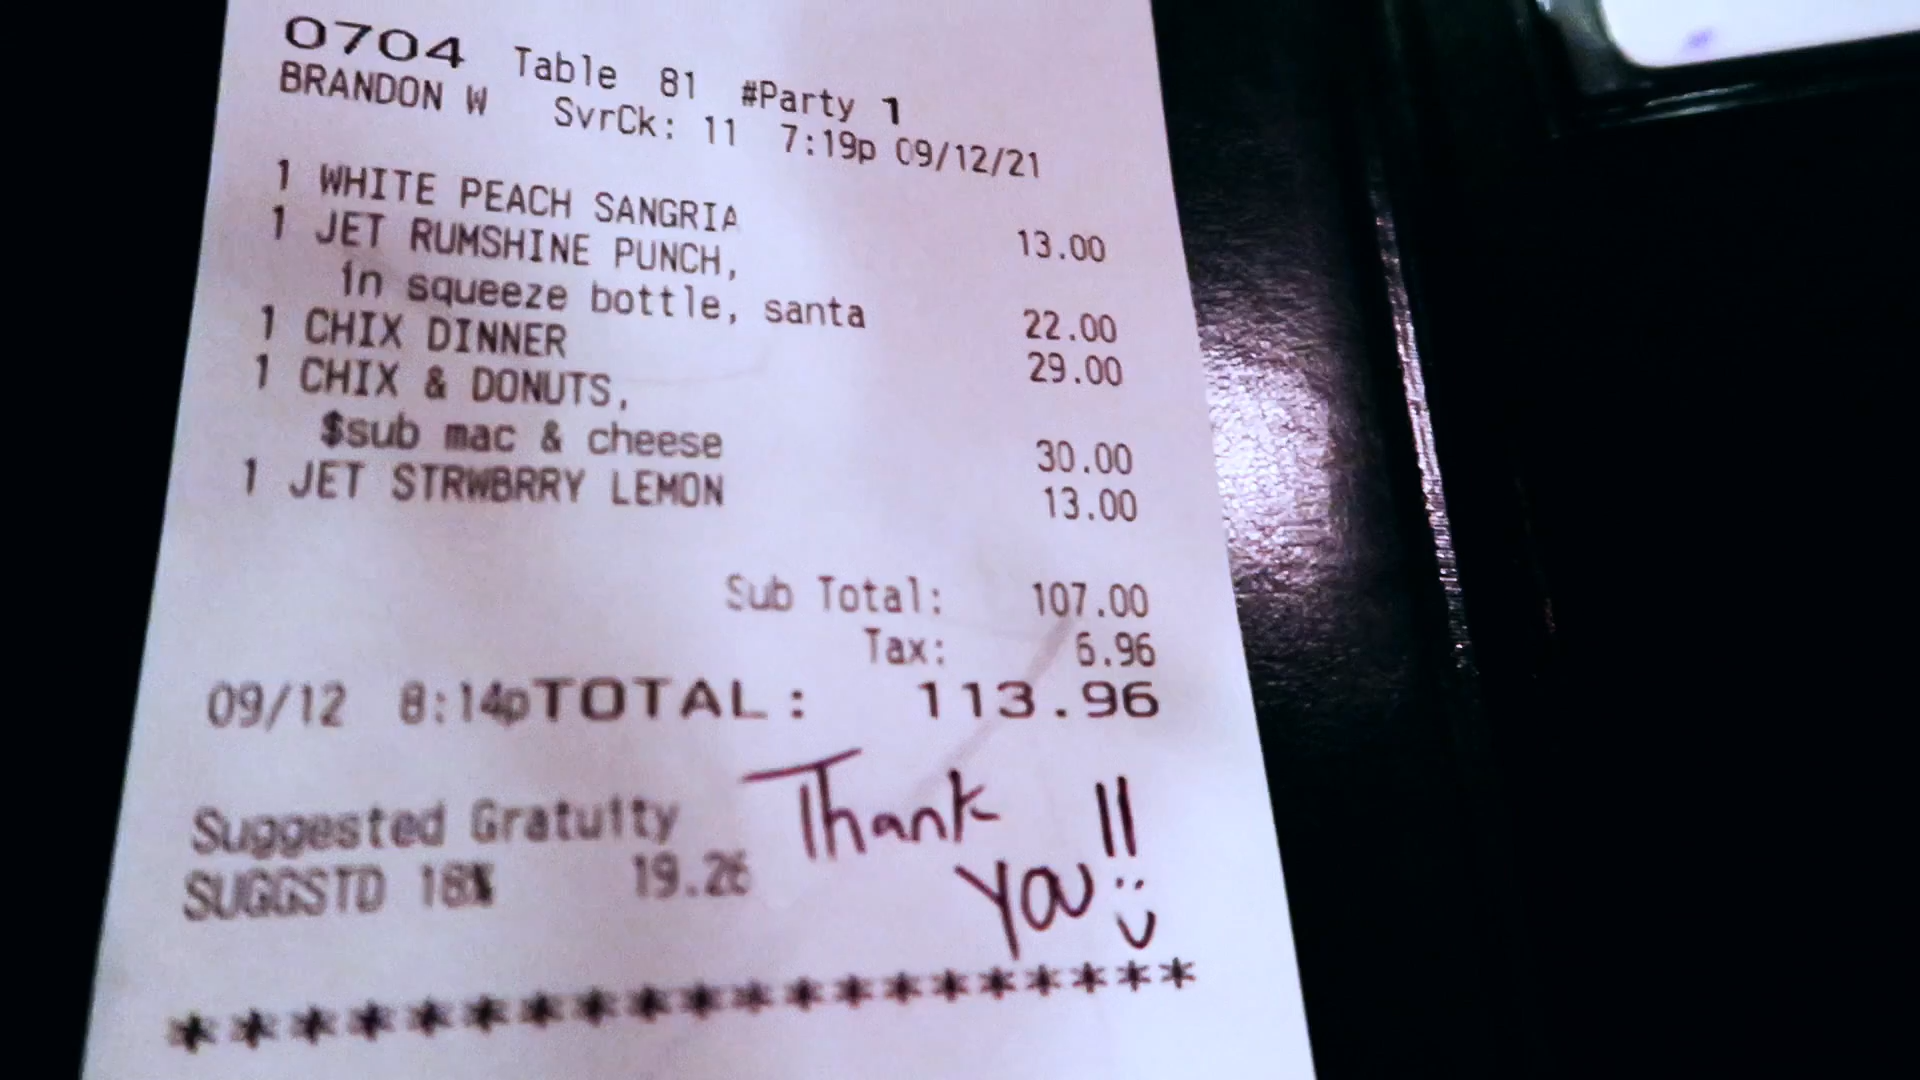 0704 Table 81 #Party 1
BRANDON W SvrCk: 11 7:19p 09/12/21
1 WHITE PEACH SANGRIA 13.00
1 JET RUMSHINE PUNCH,
in squeeze bottle, santa 22.00
1 CHIX DINNER 29.00
1 CHIX & DONUTS,
$sub mac & cheese 30.00
1 JET STRWBRRY LEMON 13.00
Sub Total: 107.00
Tax: 6.96
09/12 8:14pTOTAL: 113.96
Suggested Gratuity
SUGGSTD 18% 19.26
Thank
you!!
********************